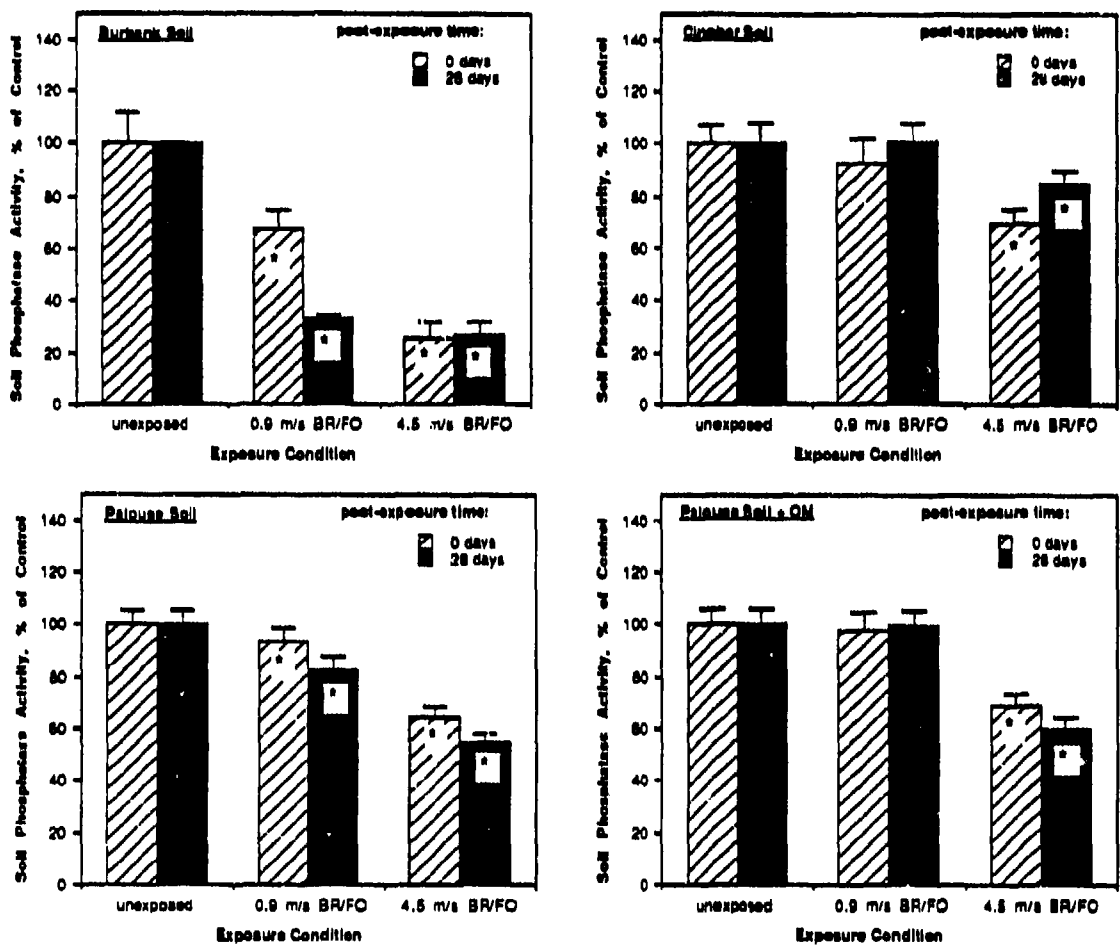 Burbank Soil
post-exposure time:
0 days
28 days
Soil Phosphatase Activity, % of Control
140
120
100
80
60
40
20
0
unexposed
0.9 m/s BR/FO
4.5 m/s BR/FO
Exposure Condition
Cinebar Soil
post-exposure time:
0 days
28 days
Soil Phosphatase Activity, % of Control
140
120
100
80
60
40
20
0
unexposed
0.9 m/s BR/FO
4.5 m/s BR/FO
Exposure Condition
Palouse Soil
post-exposure time:
0 days
28 days
Soil Phosphatase Activity, % of Control
140
120
100
80
60
40
20
0
unexposed
0.9 m/s BR/FO
4.5 m/s BR/FO
Exposure Condition
Palouse Soil + OM
post-exposure time:
0 days
28 days
Soil Phosphatase Activity, % of Control
140
120
100
80
60
40
20
0
unexposed
0.9 m/s BR/FO
4.5 m/s BR/FO
Exposure Condition